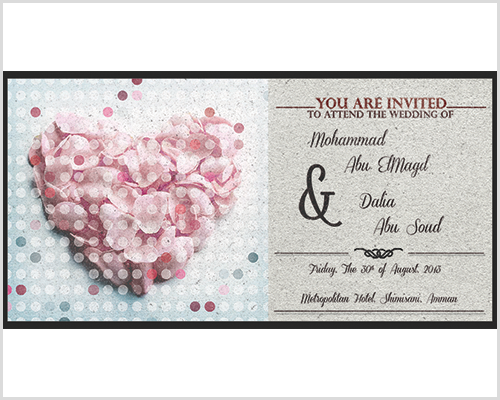 YOU ARE INVITED
TO ATTEND THE WEDDING OF
Mohammad
Abu ElMagd
&
Dalia
Abu Soud
Friday, The 30th of August, 2013
Metropolitan Hotel, Shimisani, Amman